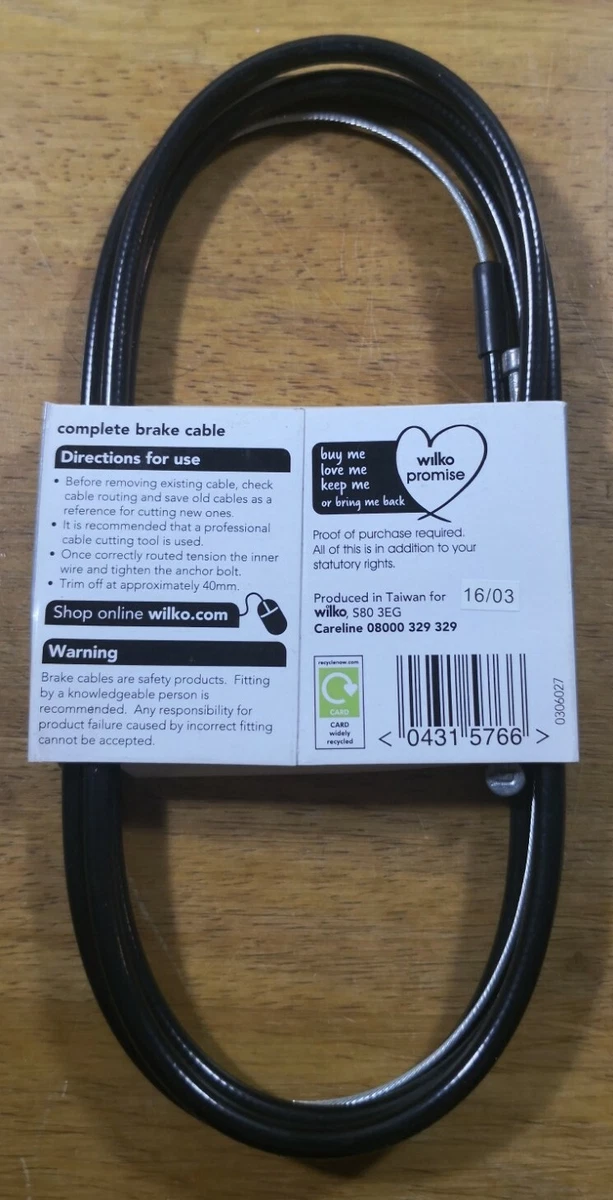 complete brake cable
Directions for use
• Before removing existing cable, check
cable routing and save old cables as a
reference for cutting new ones.
• It is recommended that a professional
cable cutting tool is used.
• Once correctly routed tension the inner
wire and tighten the anchor bolt.
• Trim off at approximately 40mm.
Shop online wilko.com
Warning
Brake cables are safety products. Fitting
by a knowledgeable person is
recommended. Any responsibility for
product failure caused by incorrect fitting
cannot be accepted.
buy me
love me
keep me
or bring me back
wilko
promise
Proof of purchase required.
All of this is in addition to your
statutory rights.
Produced in Taiwan for
wilko, S80 3EG
Careline 08000 329 329
16/03
recyclenow.com
CARD
CARD
widely
recycled
< 0431 5766 >
0306027